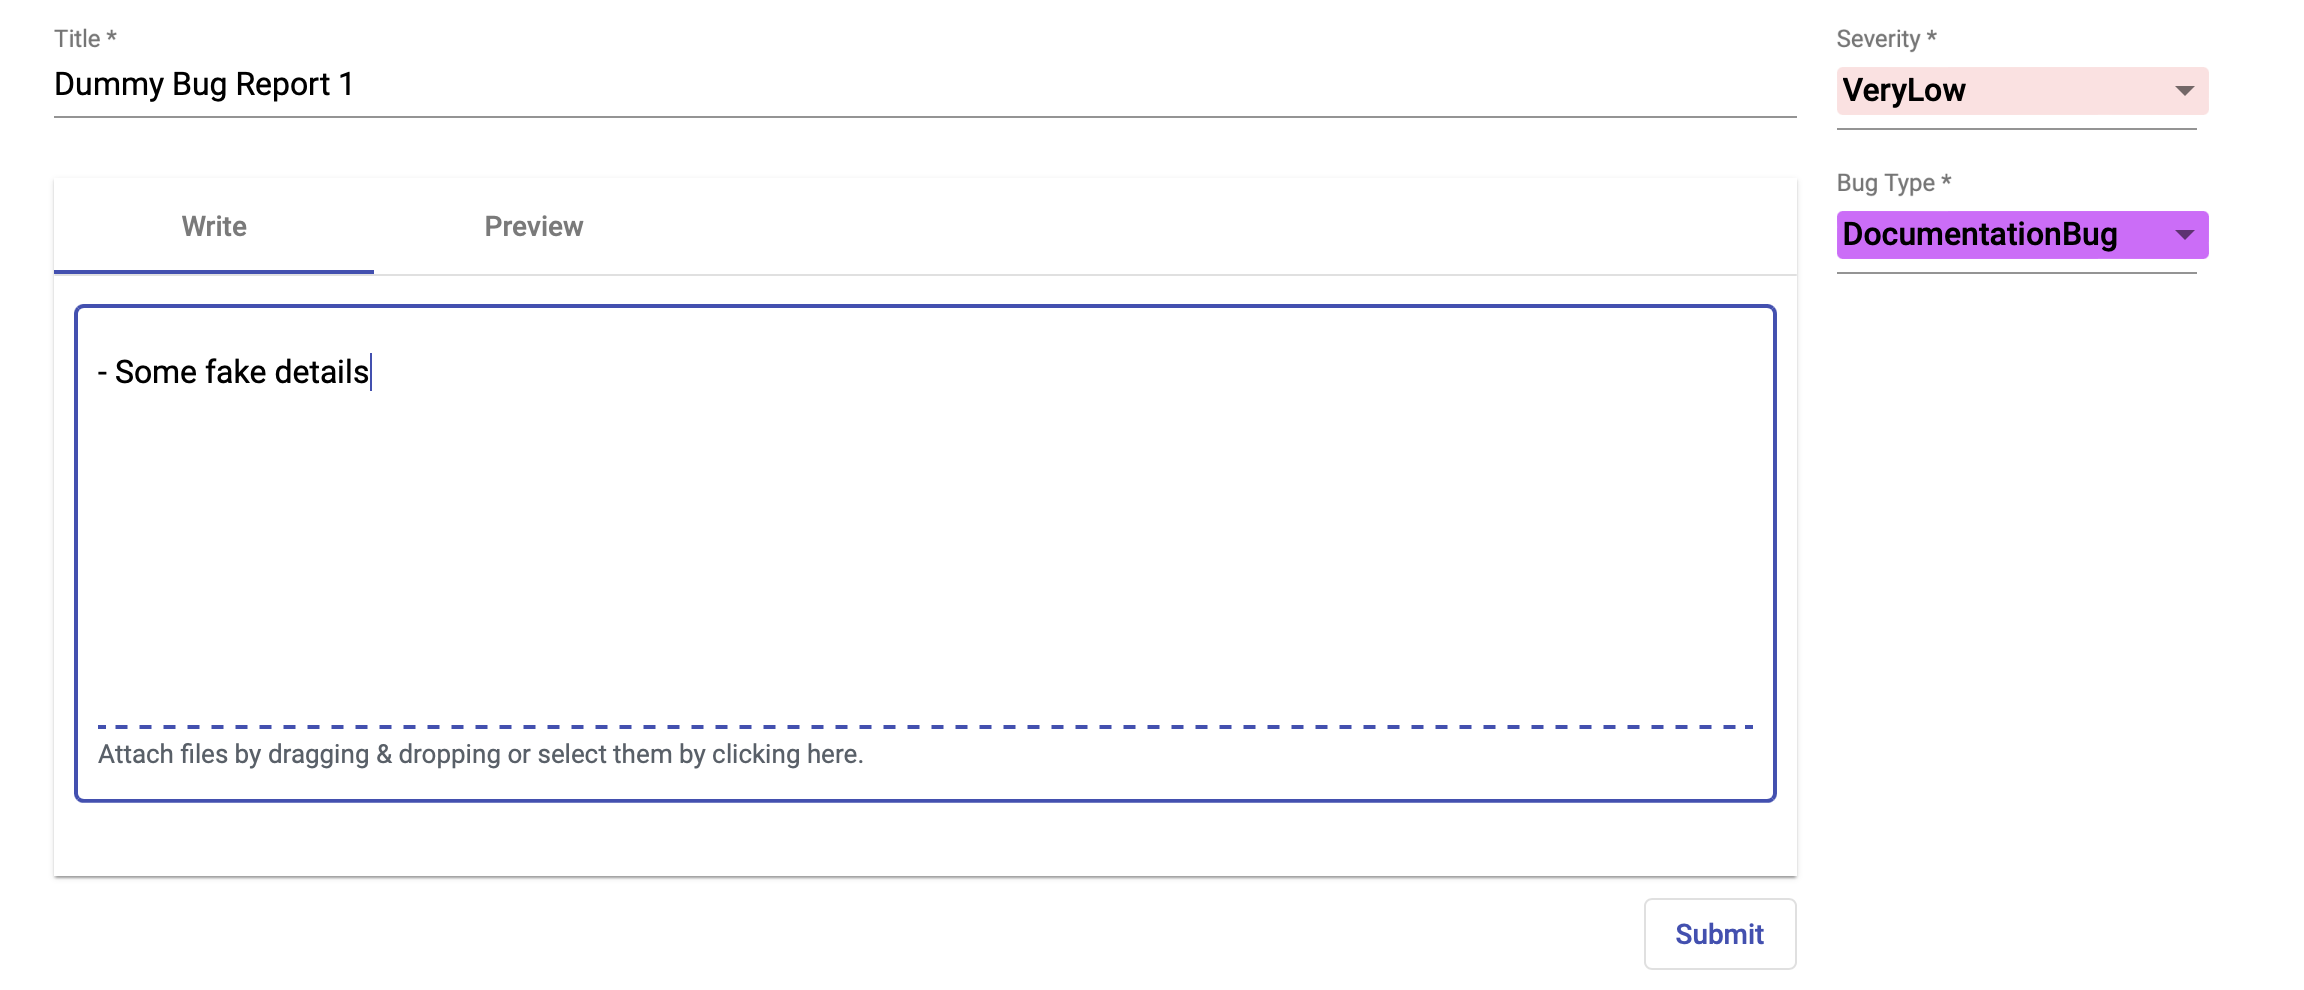 Title *
Dummy Bug Report 1
Severity *
VeryLow
Bug Type *
DocumentationBug
Write
Preview
- Some fake details
Attach files by dragging & dropping or select them by clicking here.
Submit